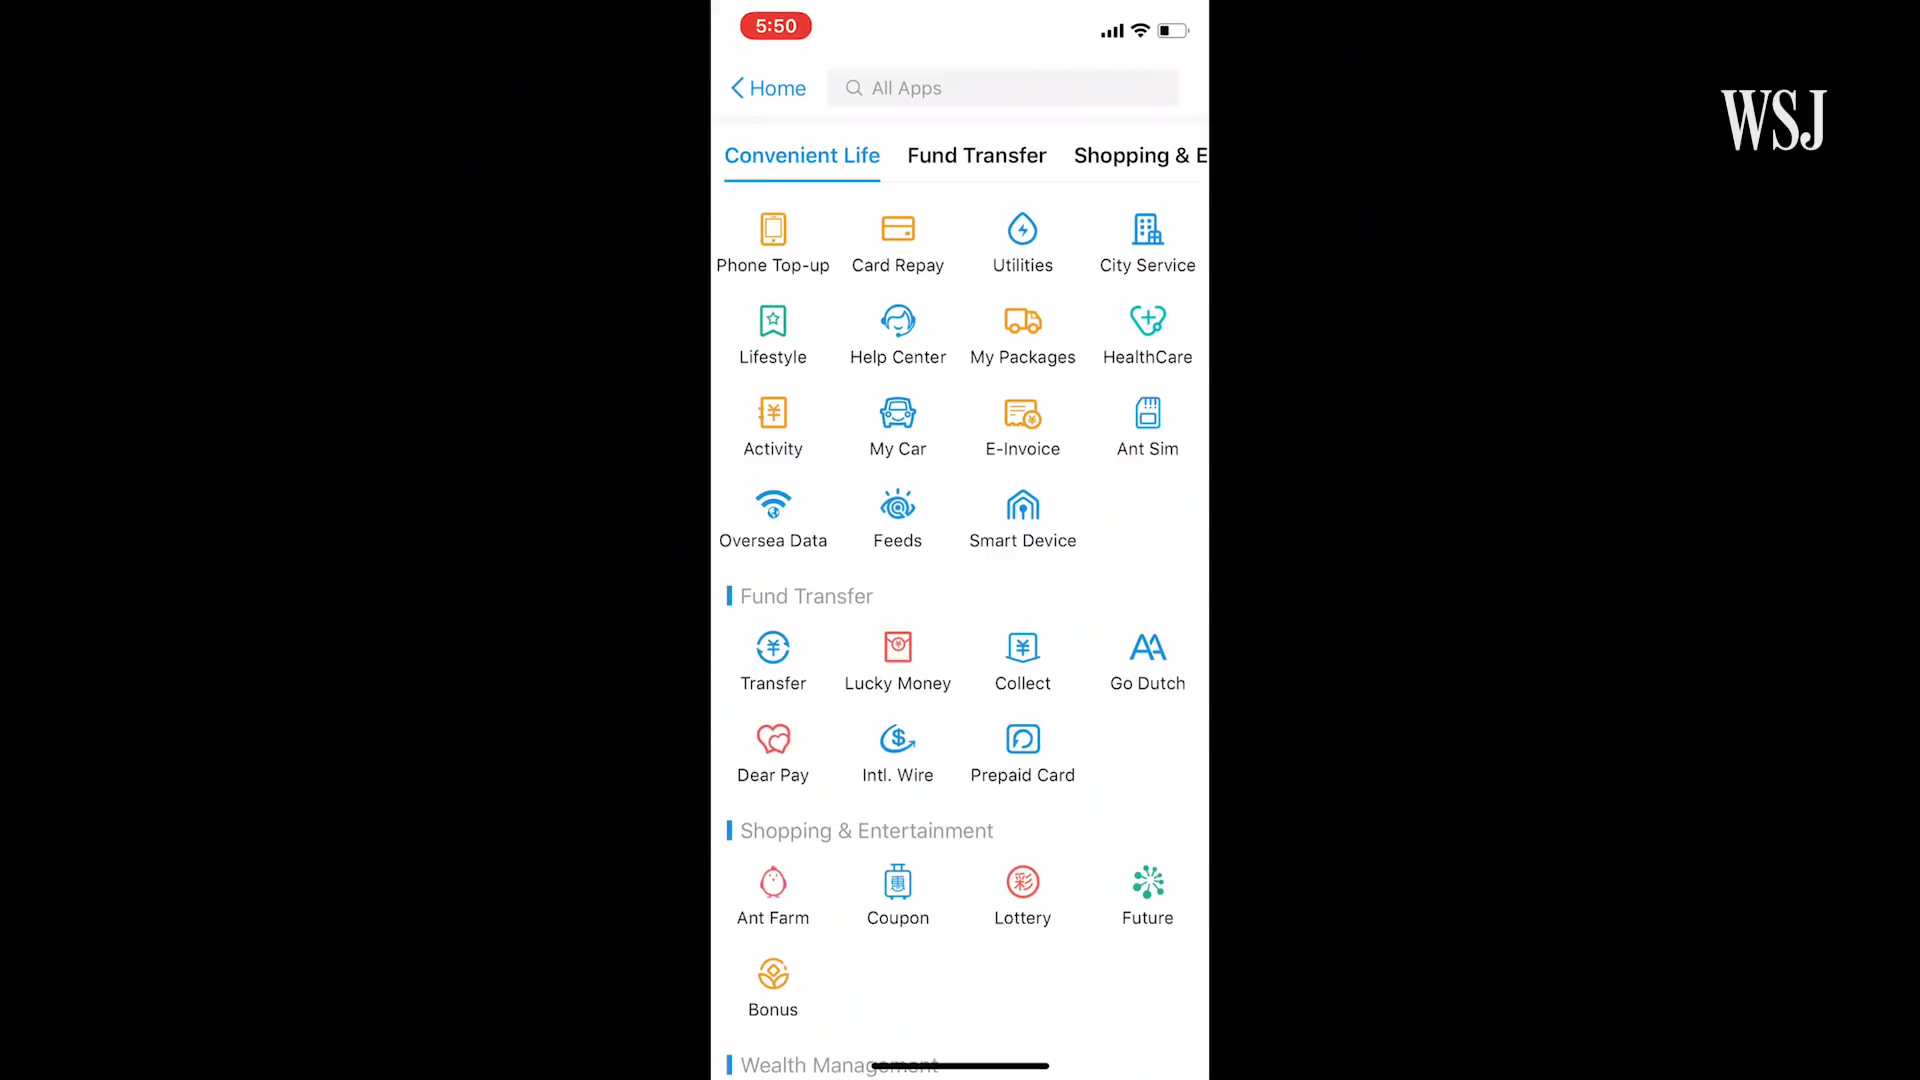 5:50
WSJ
Home
All Apps
Convenient Life Fund Transfer Shopping & E
Phone Top-up Card Repay Utilities City Service
Lifestyle Help Center My Packages HealthCare
¥ ¥
Activity My Car E-Invoice Ant Sim
Oversea Data Feeds Smart Device
Fund Transfer
¥ ¥ ¥ AA
Transfer Lucky Money Collect Go Dutch
$
Dear Pay Intl. Wire Prepaid Card
Shopping & Entertainment
惠 彩
Ant Farm Coupon Lottery Future
Bonus
Wealth Management